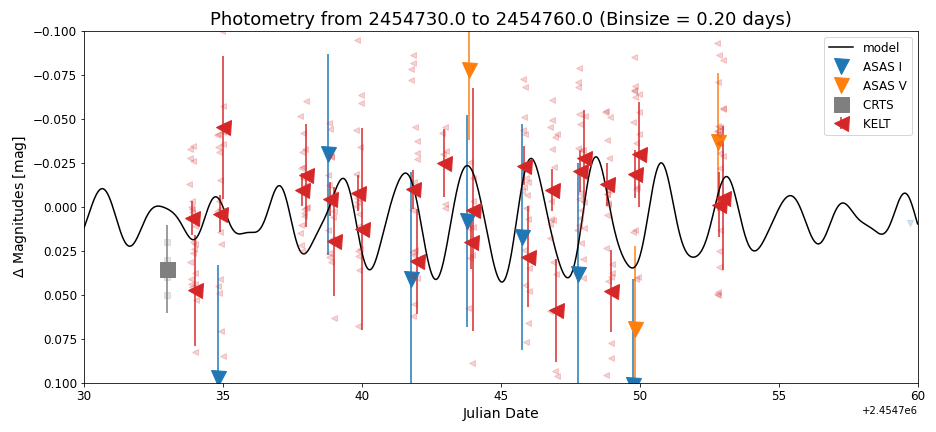 Photometry from 2454730.0 to 2454760.0 (Binsize = 0.20 days)
−0.100
−0.075
−0.050
−0.025
0.000
0.025
0.050
0.075
0.100
Δ Magnitudes [mag]
model
ASAS I
ASAS V
CRTS
KELT
30 35 40 45 50 55 60
Julian Date
+2.4547e6